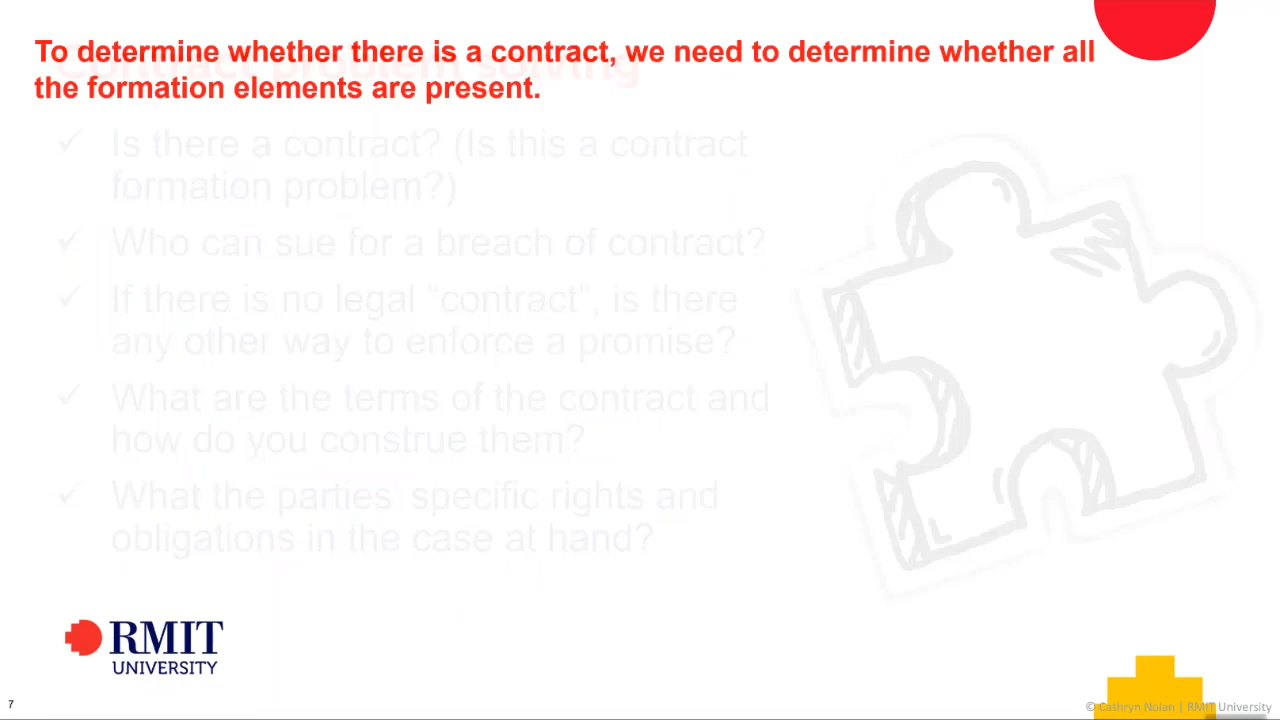 To determine whether there is a contract, we need to determine whether all
the formation elements are present.
Contract problem solving
✓ Is there a contract? (Is this a contract
formation problem?)
✓ Who can sue for a breach of contract?
✓ If there is no legal "contract", is there
any other way to enforce a promise?
✓ What are the terms of the contract and
how do you construe them?
✓ What the parties' specific rights and
obligations in the case at hand?
RMIT
UNIVERSITY
7
© Cathryn Nolan | RMIT University